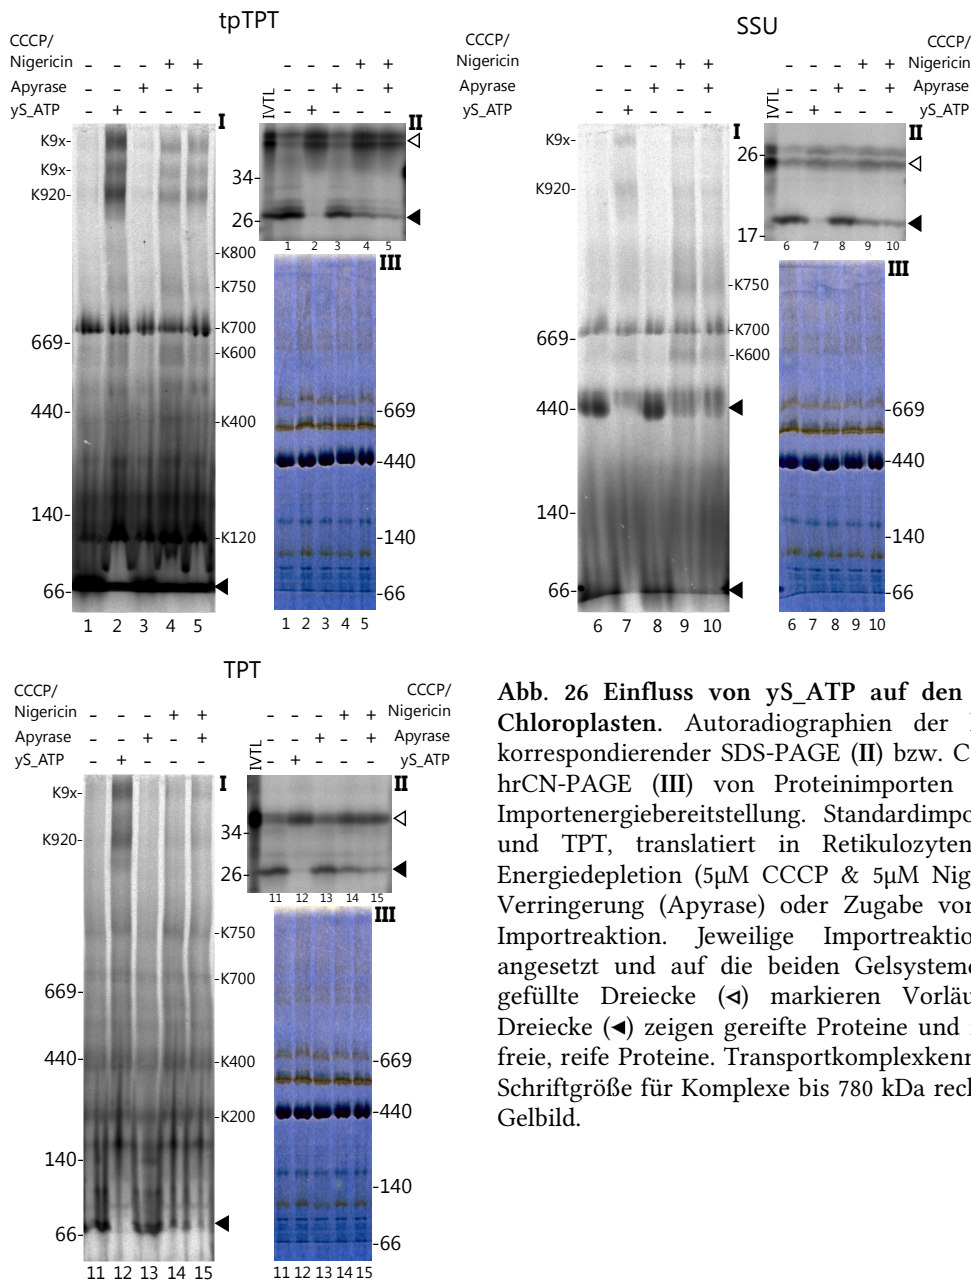 tpTPT
CCCP/
Nigericin - - - + +
Apyrase - - + - +
yS_ATP - + - - -
I
K9x-
K9x-
K920-
669-
440-
140-
66-
-K800
-K750
-K700
-K600
-K400
-K120
1 2 3 4 5
- - - + +
- - + - +
IVTL - + - - -
II
34-
26-
1 2 3 4 5
III
-669
-440
-140
-66
1 2 3 4 5
SSU
CCCP/
Nigericin
Apyrase
yS_ATP
- - - + +
- - + - +
- + - - -
I
K9x-
K920-
669-
440-
140-
66-
-K750
-K700
-K600
6 7 8 9 10
CCCP/
- - - + + Nigericin
- - + - + Apyrase
IVTL - + - - - yS_ATP
II
26-
17-
6 7 8 9 10
III
-669
-440
-140
-66
6 7 8 9 10
TPT
CCCP/
Nigericin - - - + +
Apyrase - - + - +
yS_ATP - + - - -
I
K9x-
K920-
669-
440-
140-
66-
-K750
-K700
-K400
-K200
11 12 13 14 15
CCCP/
- - - + + Nigericin
- - + - + Apyrase
IVTL - + - - - yS_ATP
II
34-
26-
11 12 13 14 15
III
-669
-440
-140
-66
11 12 13 14 15
Abb. 26 Einfluss von yS_ATP auf den
Chloroplasten. Autoradiographien der
korrespondierender SDS-PAGE (II) bzw.
hrCN-PAGE (III) von Proteinimporten
Importenergiebereitstellung. Standardimpo
und TPT, translatiert in Retikulozyten
Energiedepletion (5µM CCCP & 5µM Nig
Verringerung (Apyrase) oder Zugabe von
Importreaktion. Jeweilige Importreaktio
angesetzt und auf die beiden Gelsysteme
gefüllte Dreiecke (◁) markieren Vorläu
Dreiecke (◄) zeigen gereifte Proteine und
freie, reife Proteine. Transportkomplexkenn
Schriftgröße für Komplexe bis 780 kDa rech
Gelbild.